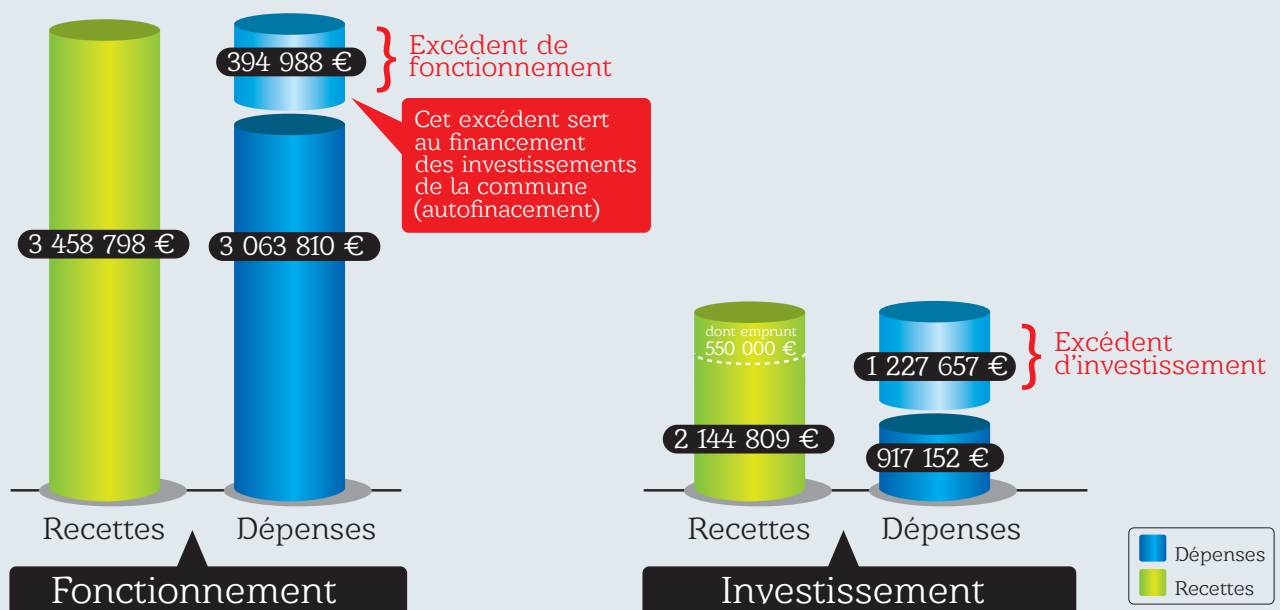 394 988 €
Excédent de
fonctionnement
Cet excédent sert
au financement
des investissements
de la commune
(autofinacement)
3 458 798 €
3 063 810 €
Recettes
Dépenses
Fonctionnement
dont emprunt
550 000 €
1 227 657 €
Excédent
d'investissement
2 144 809 €
917 152 €
Recettes
Dépenses
Investissement
Dépenses
Recettes